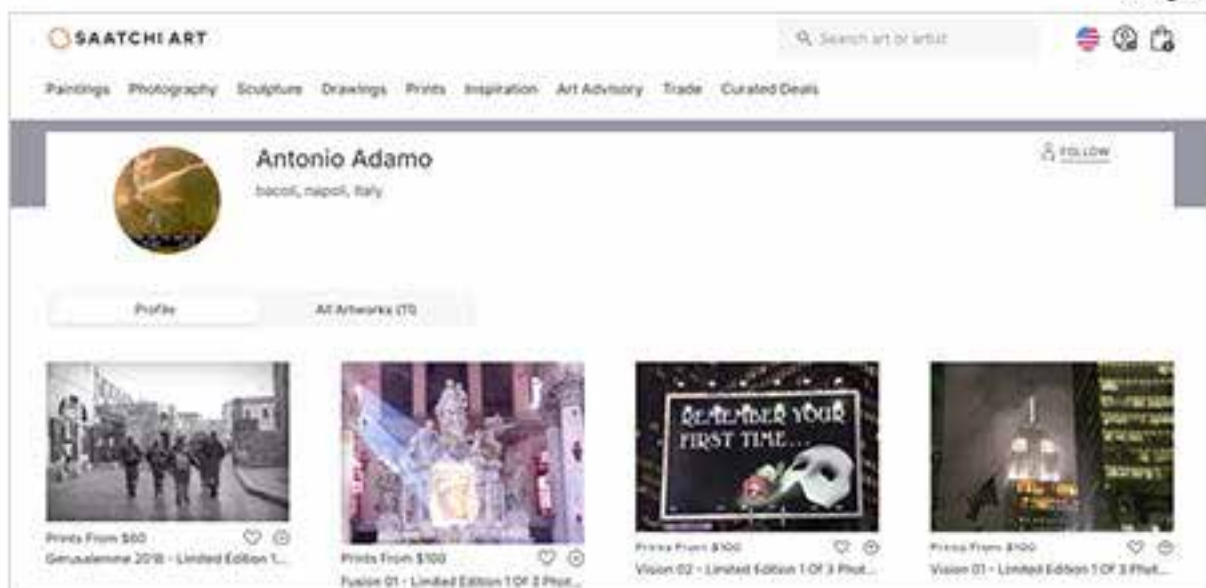 SAATCHI ART
Search art or artist
Paintings Photography Sculpture Drawings Prints Inspiration Art Advisory Trade Curated Deals
Antonio Adamo
bacoli, napoli, Italy
FOLLOW
Profile
All Artworks (11)
REMEMBER YOUR
FIRST TIME...
Prints From $60
Gerusalemme 2018 - Limited Edition 1...
Prints From $100
Fusion 01 - Limited Edition 1 Of 3 Phot...
Prints From $100
Vision 02 - Limited Edition 1 Of 3 Phot...
Prints From $100
Vision 01 - Limited Edition 1 Of 3 Phot...